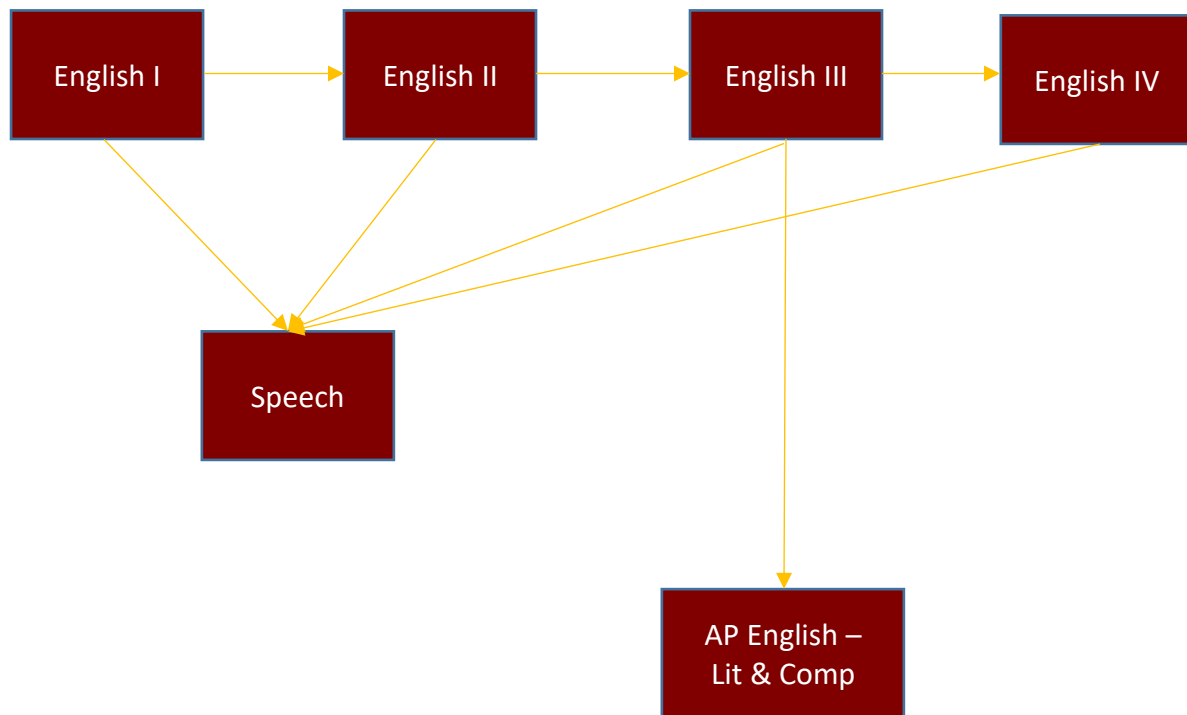 English I
English II
English III
English IV
Speech
AP English –
Lit & Comp